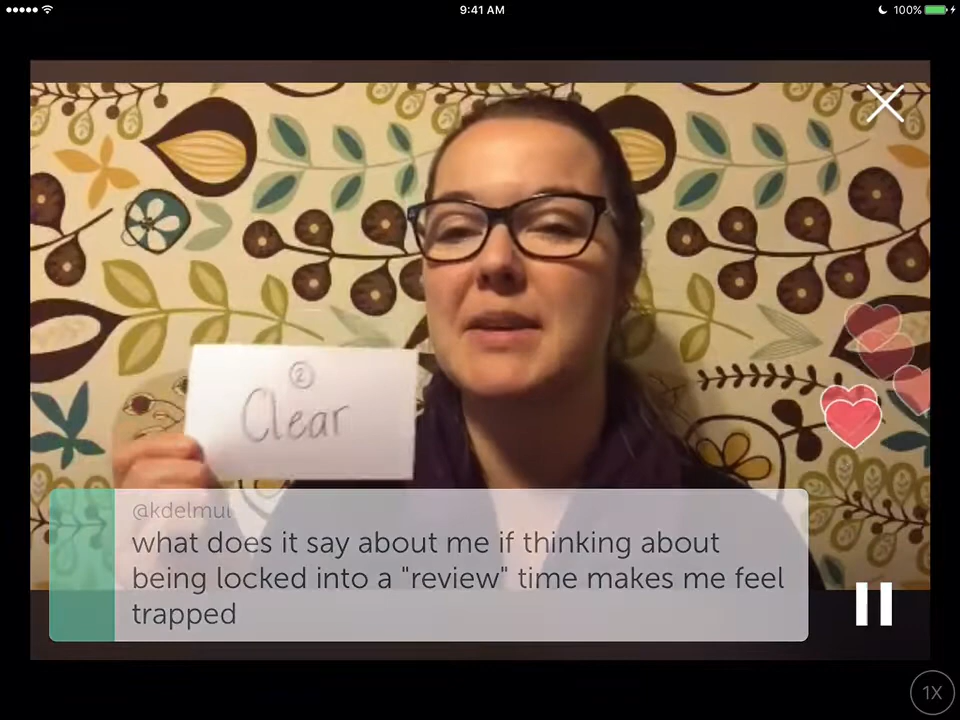 9:41 AM
100%
②
Clear
@kdelmul
what does it say about me if thinking about
being locked into a "review" time makes me feel
trapped
1X